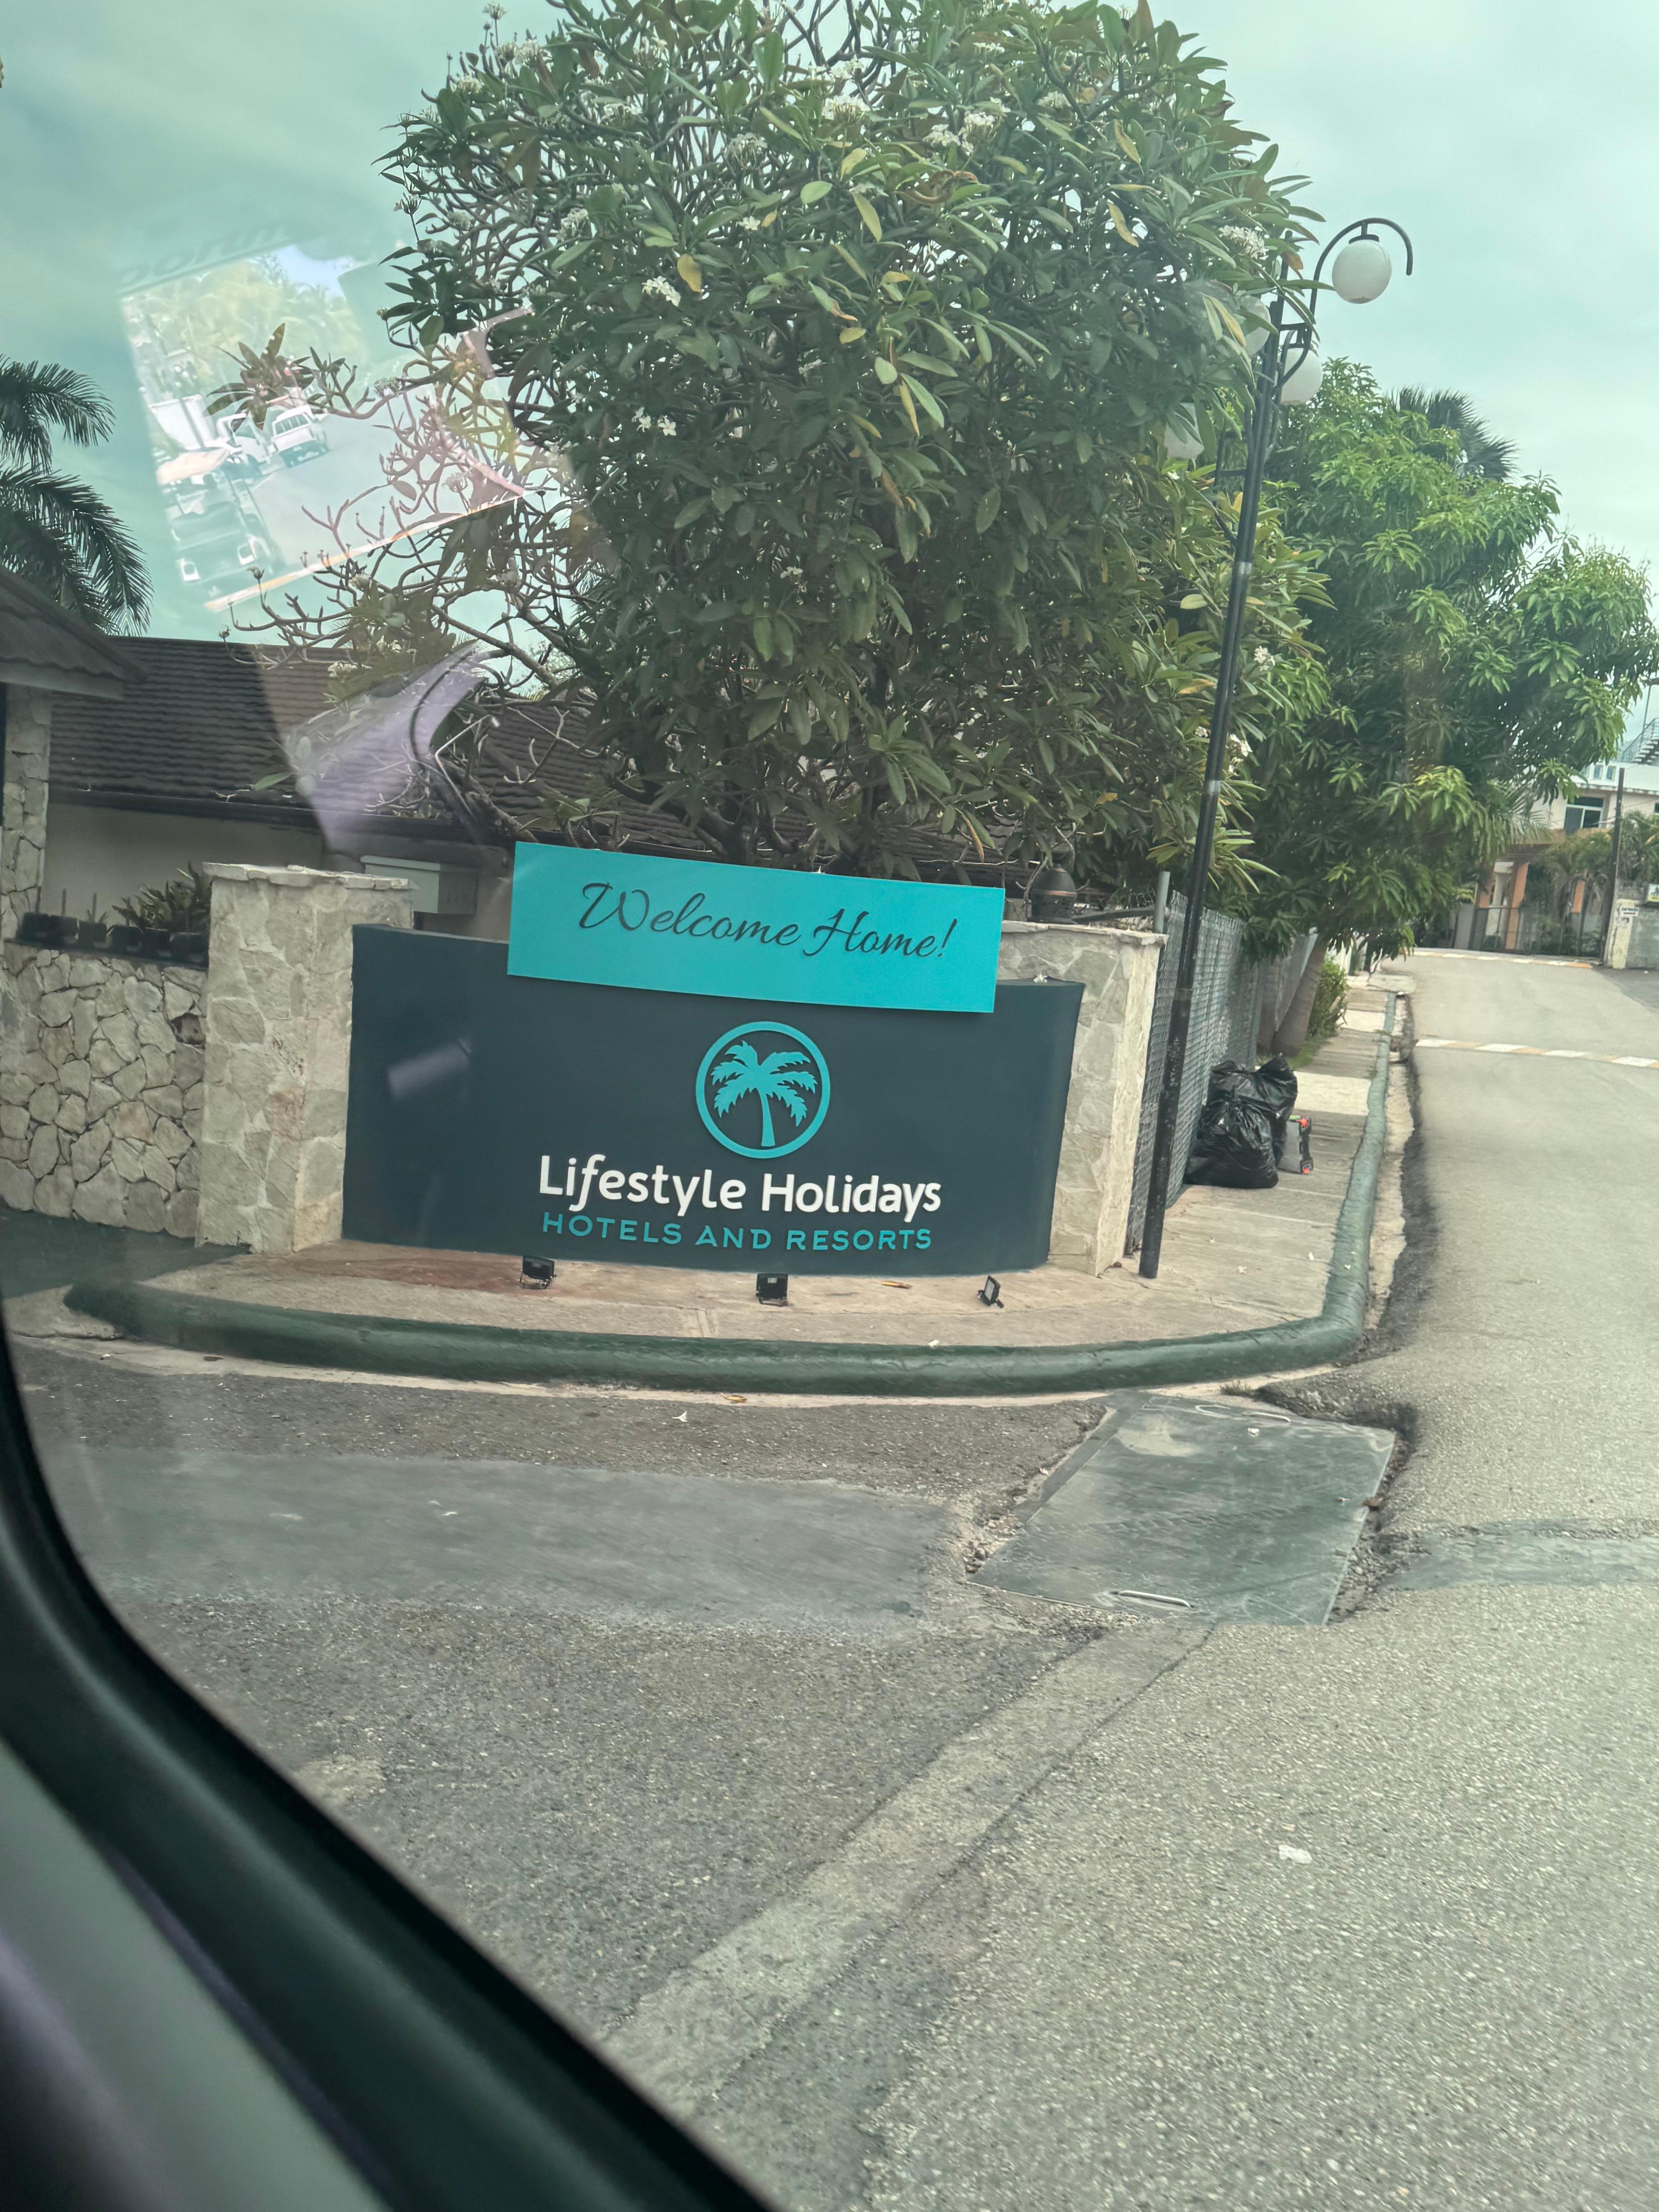 Welcome Home!
Lifestyle Holidays
HOTELS AND RESORTS